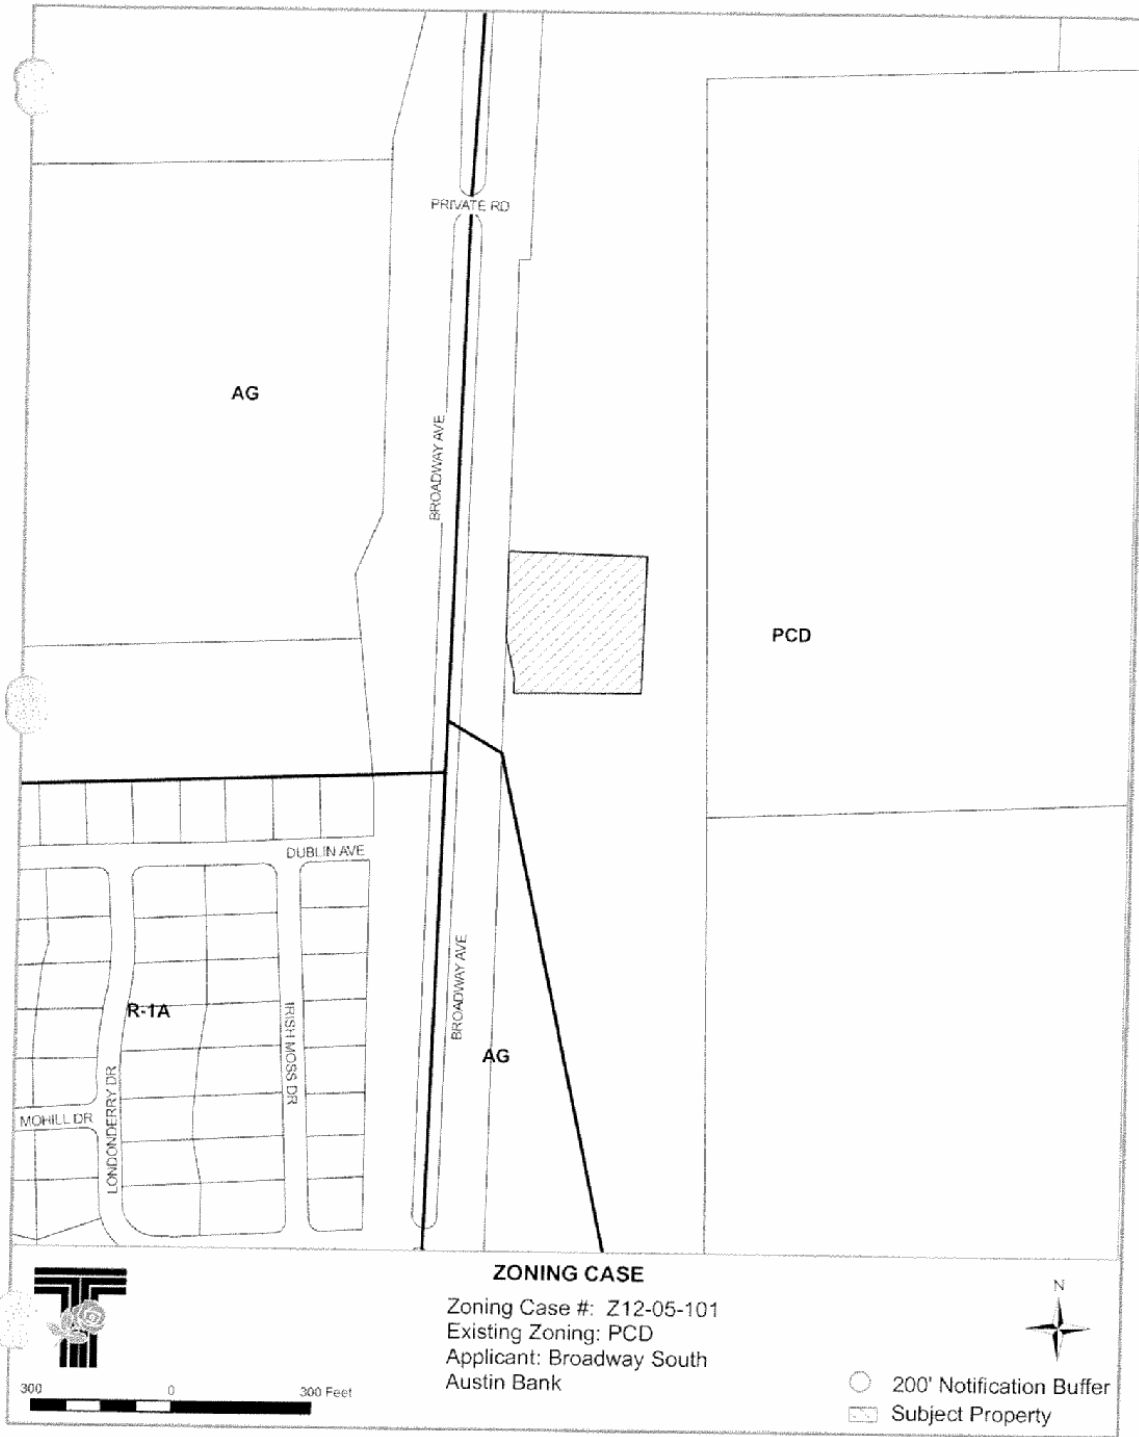 PRIVATE RD
AG
BROADWAY AVE
PCD
DUBLIN AVE
BROADWAY AVE
R-1A
IRISH MOSS DR
AG
LONDONDERRY DR
MOHILL DR
ZONING CASE
Zoning Case #: Z12-05-101
Existing Zoning: PCD
Applicant: Broadway South
Austin Bank
N
300 0 300 Feet
200' Notification Buffer
Subject Property